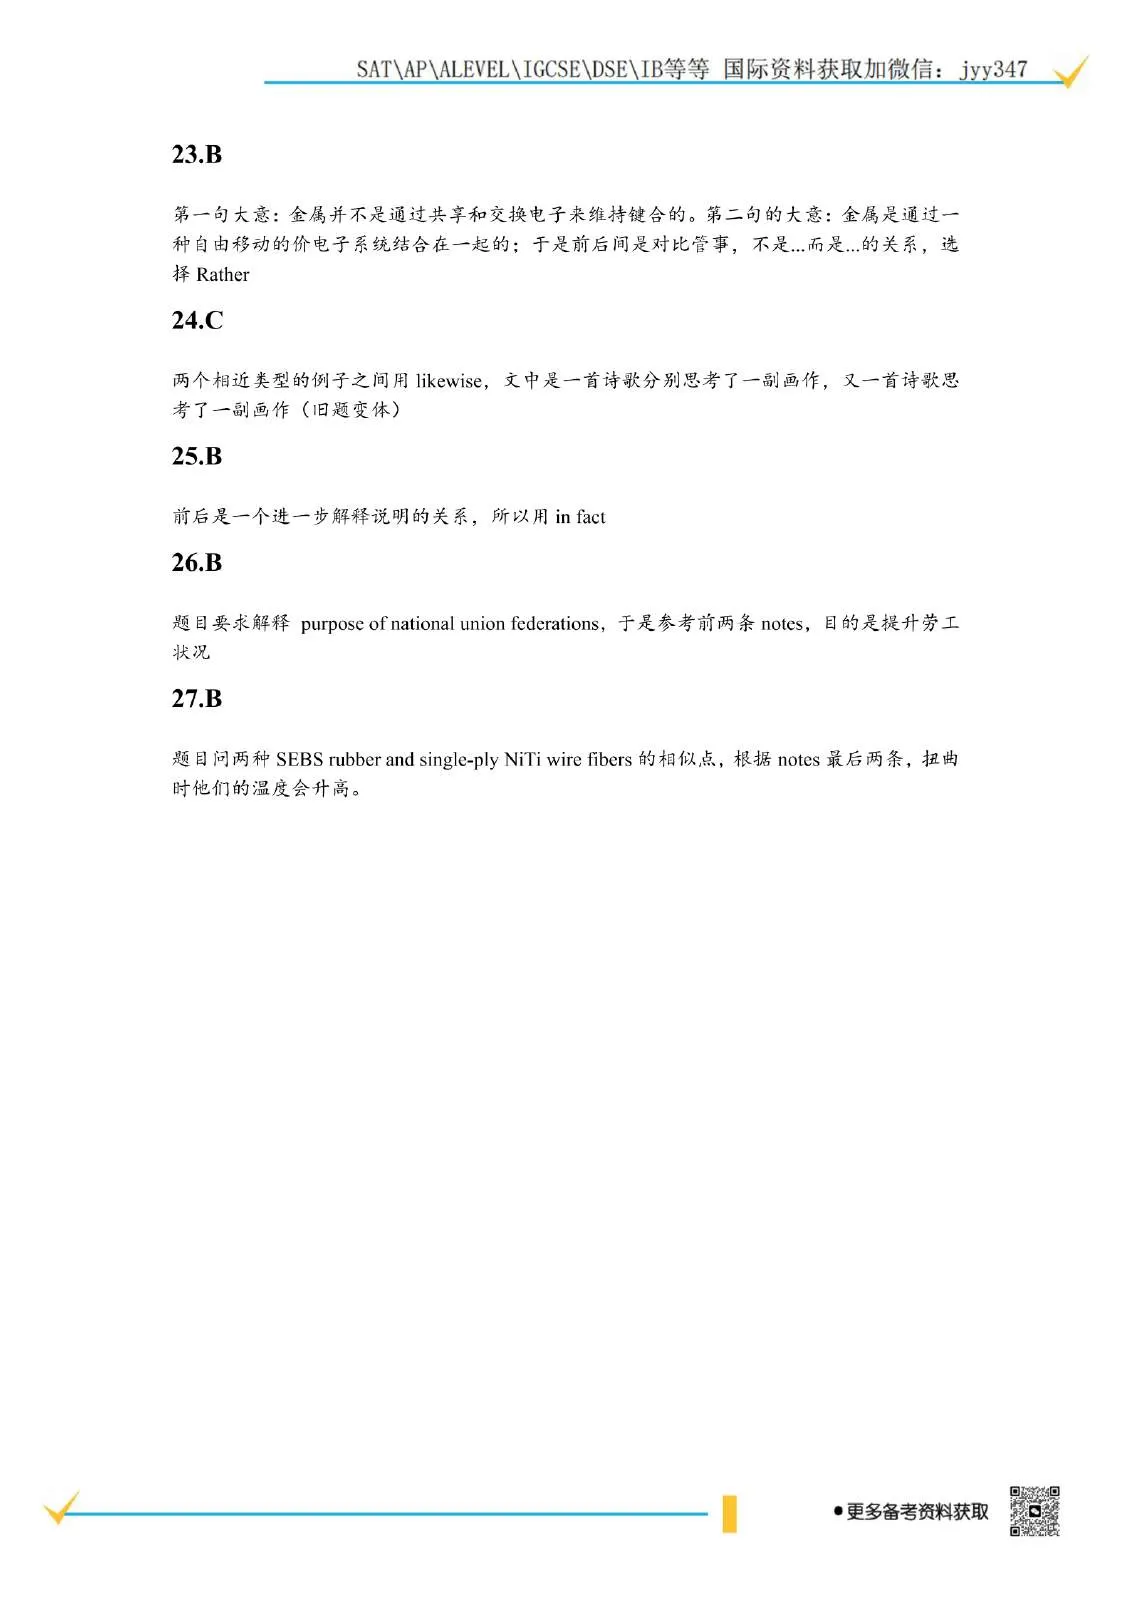 SAT\AP\ALEVEL\IGCSE\DSE\IB等等 国际资料获取加微信：jyy347
23.B
第一句大意：金属并不是通过共享和交换电子来维持键合的。第二句的大意：金属是通过一
种自由移动的价电子系统结合在一起的；于是前后间是对比管事，不是...而是...的关系，选
择 Rather
24.C
两个相近类型的例子之间用 likewise，文中是一首诗歌分别思考了一副画作，又一首诗歌思
考了一副画作（旧题变体）
25.B
前后是一个进一步解释说明的关系，所以用 in fact
26.B
题目要求解释 purpose of national union federations，于是参考前两条 notes，目的是提升劳工
状况
27.B
题目问两种 SEBS rubber and single-ply NiTi wire fibers 的相似点，根据 notes 最后两条，扭曲
时他们的温度会升高。
•更多备考资料获取